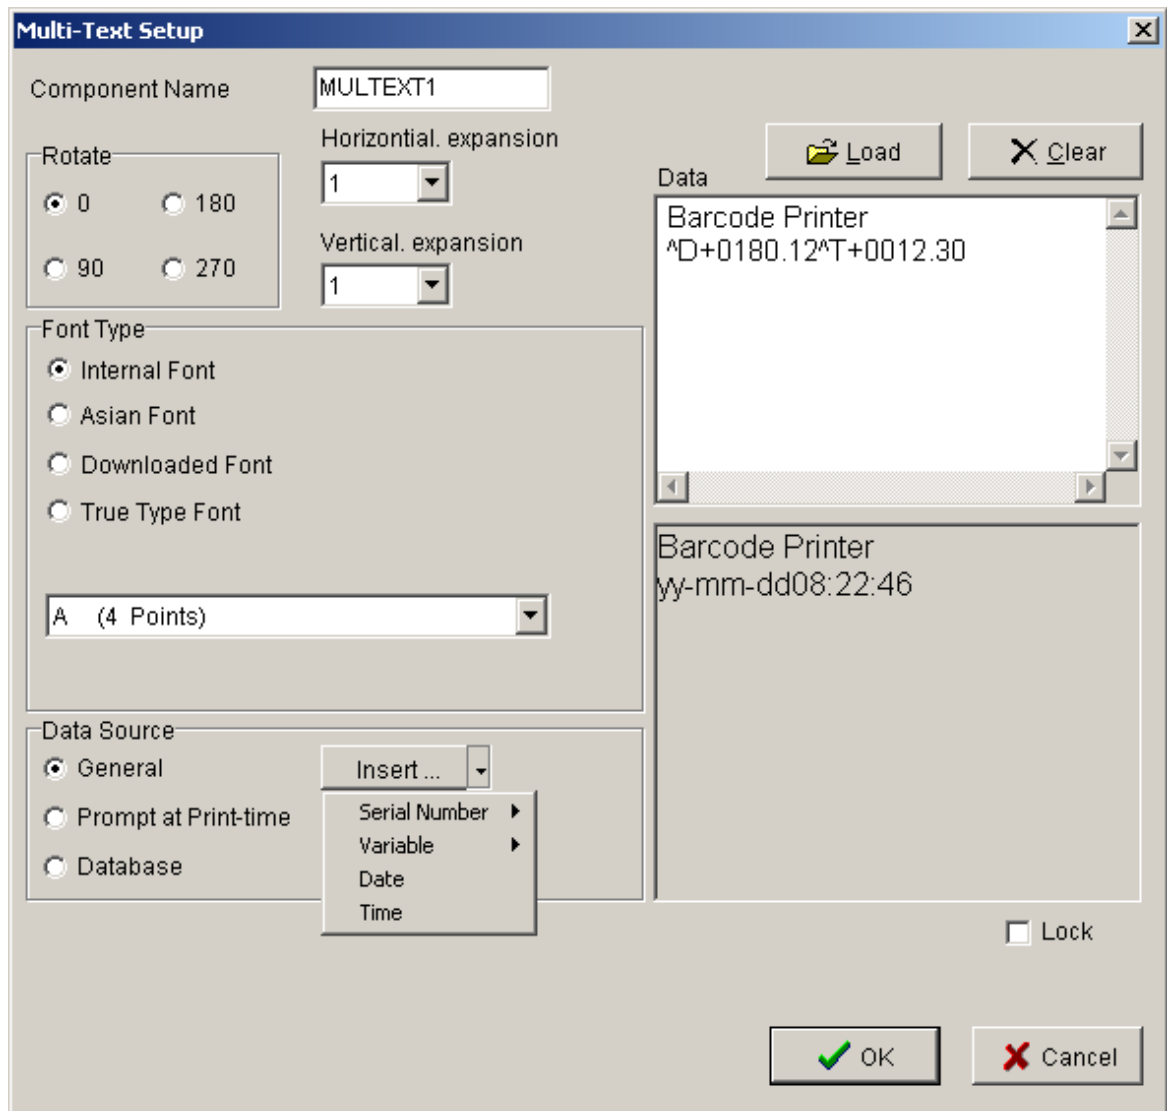 Multi-Text Setup
Component Name
MULTEXT1
Rotate
0
180
90
270
Horizontial. expansion
1
Vertical. expansion
1
Load
Clear
Data
Barcode Printer
^D+0180.12^T+0012.30
Font Type
Internal Font
Asian Font
Downloaded Font
True Type Font
A (4 Points)
Barcode Printer
yy-mm-dd08:22:46
Data Source
General
Prompt at Print-time
Database
Insert ...
Serial Number
Variable
Date
Time
Lock
OK
Cancel